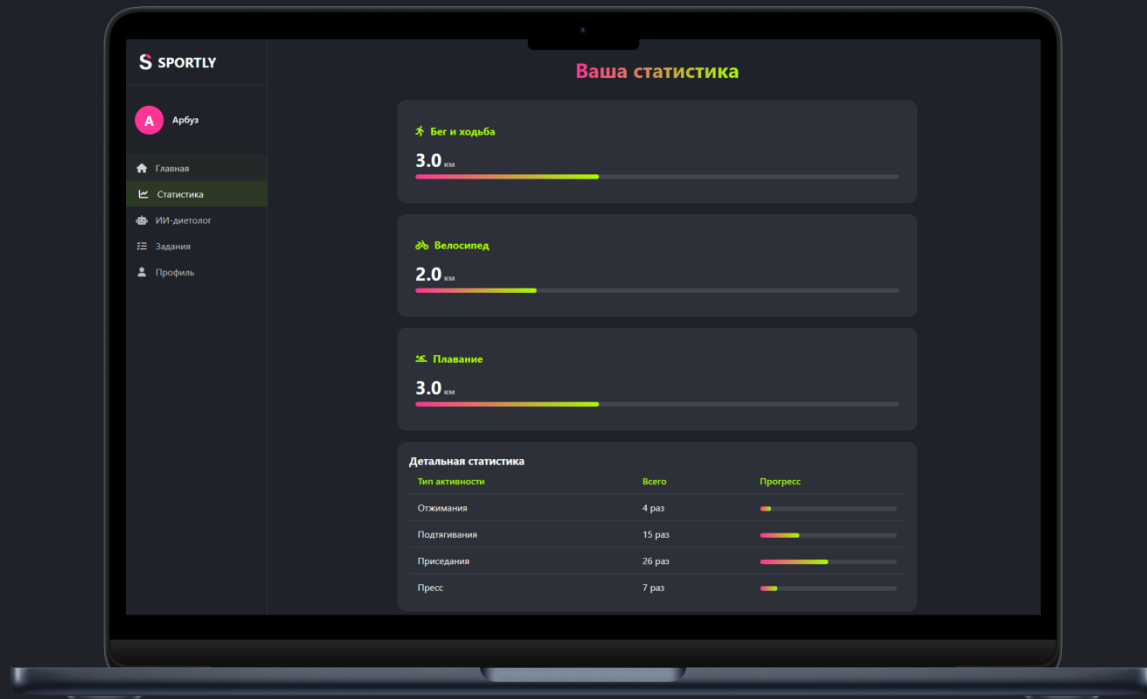 SPORTLY
А
Арбуз
Главная
Статистика
ИИ-диетолог
Задания
Профиль
Ваша статистика
Бег и ходьба
3.0 км
Велосипед
2.0 км
Плавание
3.0 км
Детальная статистика
Тип активности Всего Прогресс
Отжимания 4 раз
Подтягивания 15 раз
Приседания 26 раз
Пресс 7 раз